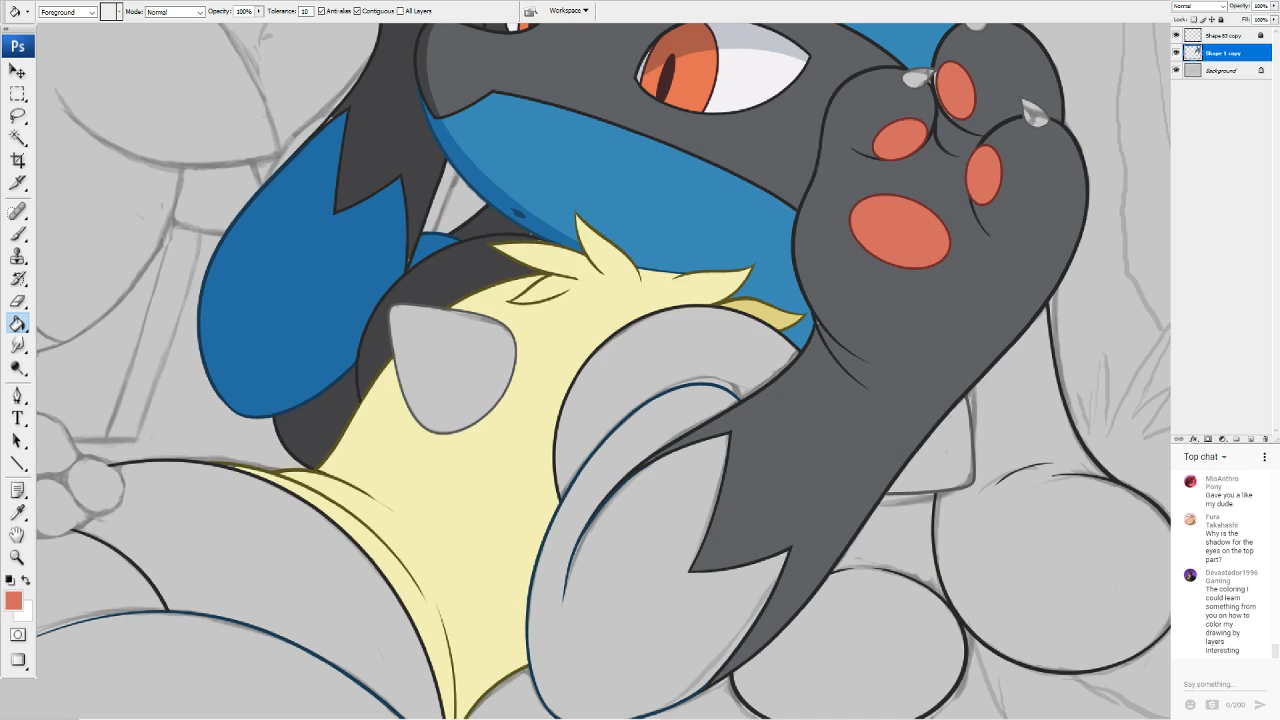 Foreground Mode: Normal Opacity: 100% Tolerance: 10 Anti-alias Contiguous All Layers Workspace
Normal Opacity: 100%
Lock: Fill: 100%
Ps
Shape 83 copy
Shape 1 copy
Background
T
fx
Top chat
MisAnthro
Pony
Gave you a like
my dude.
Fura
Takahashi
Why is the
shadow for the
eyes on the top
part?
Devastador1996
Gaming
The coloring I
could learn
something from
you on how to
color my
drawing by
layers
interesting
Say something...
0/200